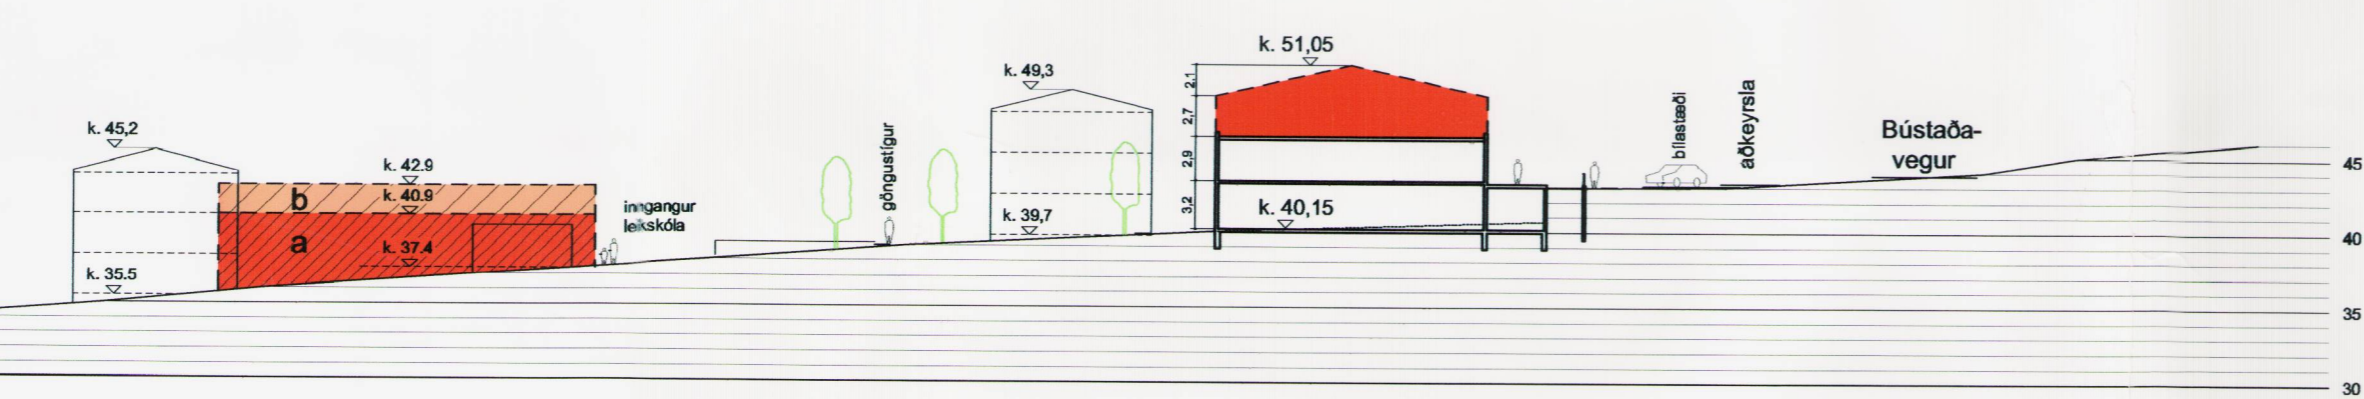 k. 45,2
k. 35.5
k. 42.9
b
k. 40.9
a
k. 37.4
inngangur
leikskóla
göngustígur
k. 49,3
k. 39,7
k. 51,05
2,1
2,7
2,9
3,2
k. 40,15
bílastæði
aðkeyrsla
Bústaða-
vegur
45
40
35
30